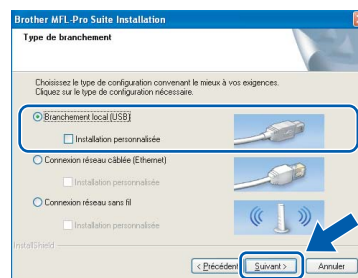 Brother MFL-Pro Suite Installation
Type de branchement
Choisissez le type de configuration convenant le mieux à vos exigences.
Cliquez sur le type de configuration nécessaire.
Branchement local (USB)
Installation personnalisée
Connexion réseau câblée (Ethernet)
Installation personnalisée
Connexion réseau sans fil
Installation personnalisée
InstallShield
< Précédent
Suivant >
Annuler